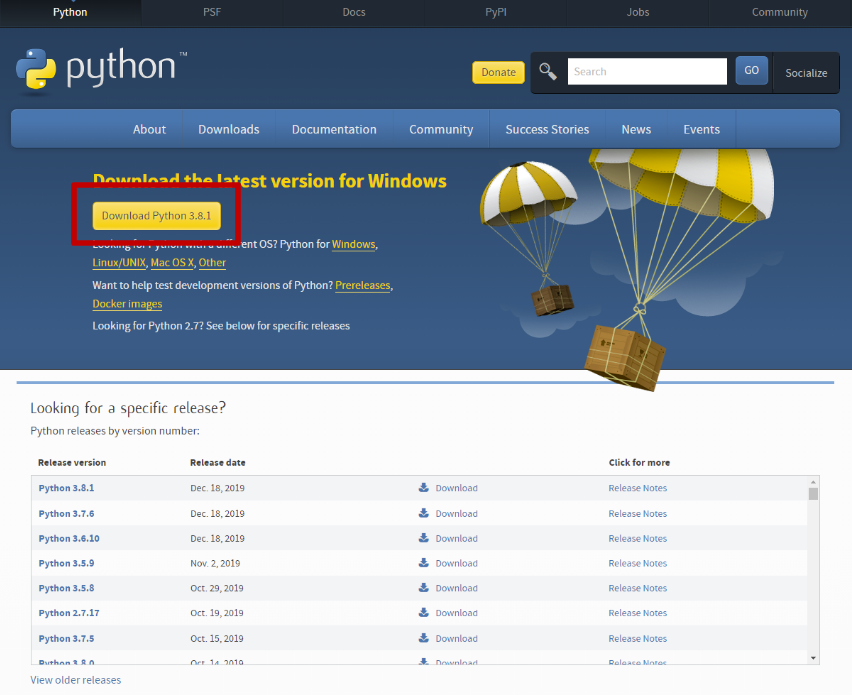 Python
PSF
Docs
PyPI
Jobs
Community
python™
Donate
Search
GO
Socialize
About
Downloads
Documentation
Community
Success Stories
News
Events
Download the latest version for Windows
Download Python 3.8.1
Looking for Python with a different OS? Python for Windows,
Linux/UNIX, Mac OS X, Other
Want to help test development versions of Python? Prereleases,
Docker images
Looking for Python 2.7? See below for specific releases
Looking for a specific release?
Python releases by version number:
Release version Release date Click for more
Python 3.8.1 Dec. 18, 2019 Download Release Notes
Python 3.7.6 Dec. 18, 2019 Download Release Notes
Python 3.6.10 Dec. 18, 2019 Download Release Notes
Python 3.5.9 Nov. 2, 2019 Download Release Notes
Python 3.5.8 Oct. 29, 2019 Download Release Notes
Python 2.7.17 Oct. 19, 2019 Download Release Notes
Python 3.7.5 Oct. 15, 2019 Download Release Notes
Python 3.8.0 Oct. 14, 2019 Download Release Notes
View older releases